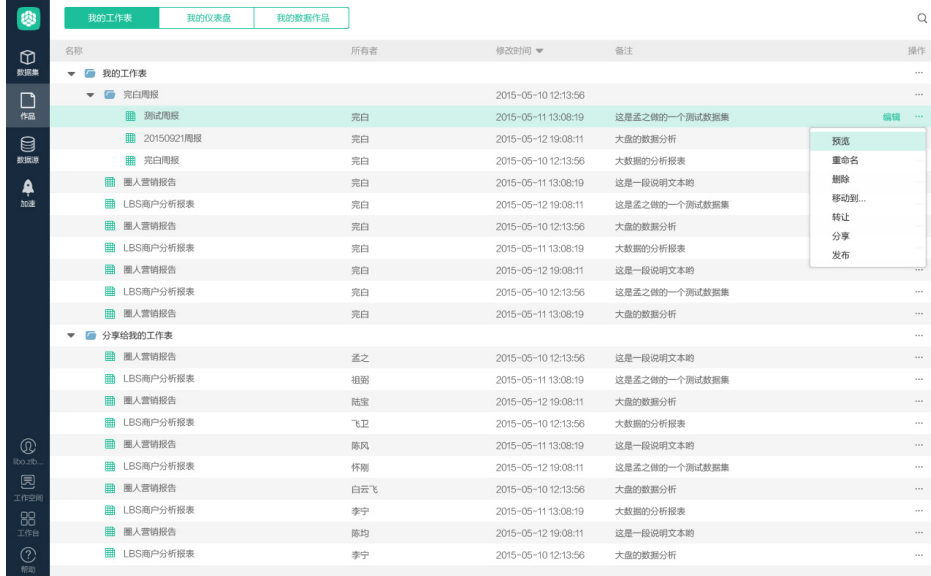 我的工作表 我的仪表盘 我的数据作品
名称 所有者 修改时间 备注 操作
数据集
作品
数据源
加速
我的工作表 ...
完白周报 2015-05-10 12:13:56 ...
测试周报 完白 2015-05-11 13:08:19 这是孟之做的一个测试数据集 编辑 ...
20150921周报 完白 2015-05-12 19:08:11 大盘的数据分析
完白周报 完白 2015-05-10 12:13:56 大数据的分析报表
圈人营销报告 完白 2015-05-11 13:08:19 这是一段说明文本哟
LBS商户分析报表 完白 2015-05-12 19:08:11 这是孟之做的一个测试数据集
圈人营销报告 完白 2015-05-10 12:13:56 大盘的数据分析
LBS商户分析报表 完白 2015-05-11 13:08:19 大数据的分析报表
圈人营销报告 完白 2015-05-12 19:08:11 这是一段说明文本哟 ...
LBS商户分析报表 完白 2015-05-10 12:13:56 这是孟之做的一个测试数据集 ...
圈人营销报告 完白 2015-05-11 13:08:19 大盘的数据分析 ...
预览
重命名
删除
移动到...
转让
分享
发布
分享给我的工作表 ...
圈人营销报告 孟之 2015-05-10 12:13:56 这是一段说明文本哟 ...
LBS商户分析报表 祖弼 2015-05-11 13:08:19 这是孟之做的一个测试数据集 ...
圈人营销报告 陆宝 2015-05-12 19:08:11 大盘的数据分析 ...
LBS商户分析报表 飞卫 2015-05-10 12:13:56 大数据的分析报表 ...
圈人营销报告 陈风 2015-05-11 13:08:19 这是一段说明文本哟 ...
LBS商户分析报表 怀刚 2015-05-12 19:08:11 这是孟之做的一个测试数据集 ...
圈人营销报告 白云飞 2015-05-10 12:13:56 大盘的数据分析 ...
LBS商户分析报表 李宁 2015-05-11 13:08:19 大数据的分析报表 ...
圈人营销报告 陈均 2015-05-12 19:08:11 这是一段说明文本哟 ...
LBS商户分析报表 李宁 2015-05-10 12:13:56 大盘的数据分析 ...
libo.zlb...
工作空间
工作台
帮助